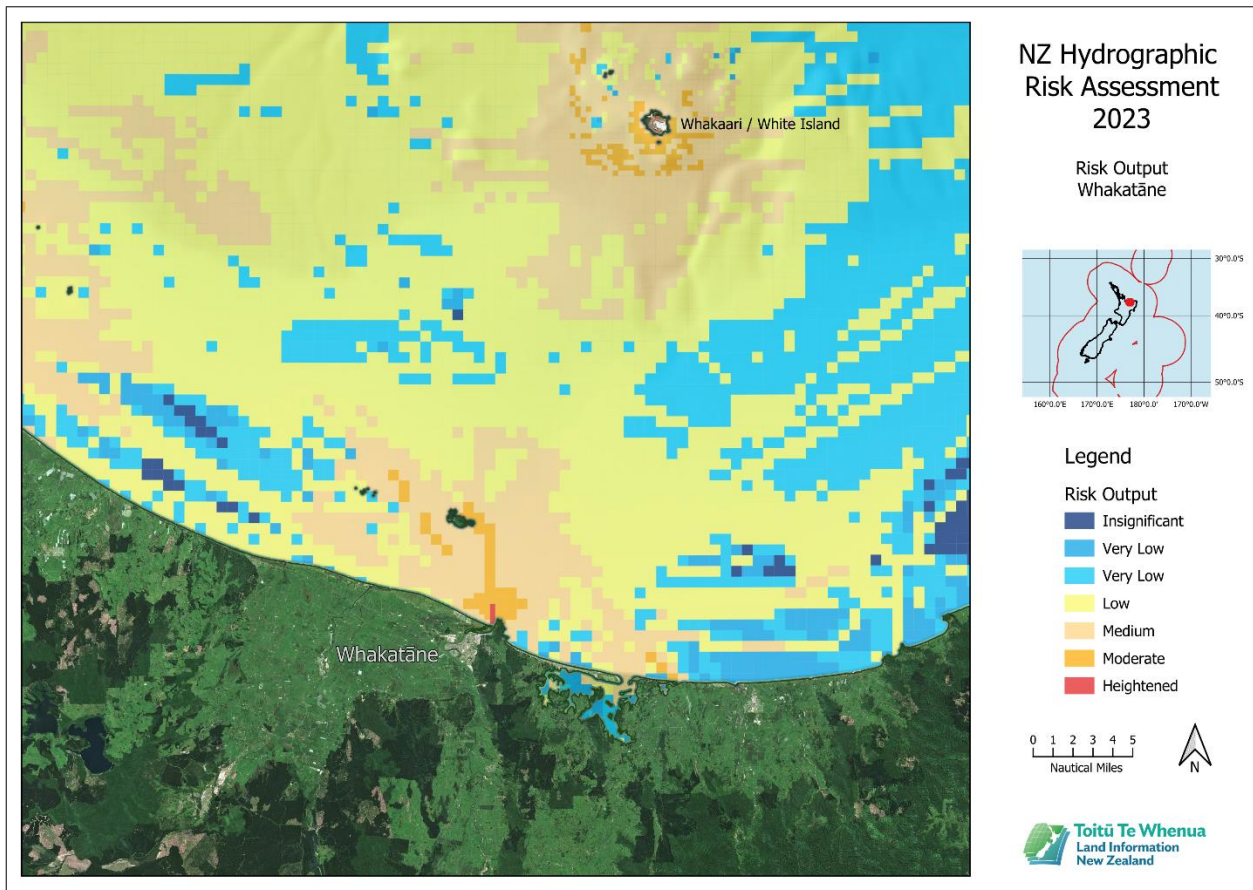 Whakaari / White Island
Whakatāne
NZ Hydrographic
Risk Assessment
2023
Risk Output
Whakatāne
30°0.0'S
40°0.0'S
50°0.0'S
160°0.0'E
170°0.0'E
180°0.0'
170°0.0'W
Legend
Risk Output
Insignificant
Very Low
Very Low
Low
Medium
Moderate
Heightened
0 1 2 3 4 5
Nautical Miles
N
Toitū Te Whenua
Land Information
New Zealand